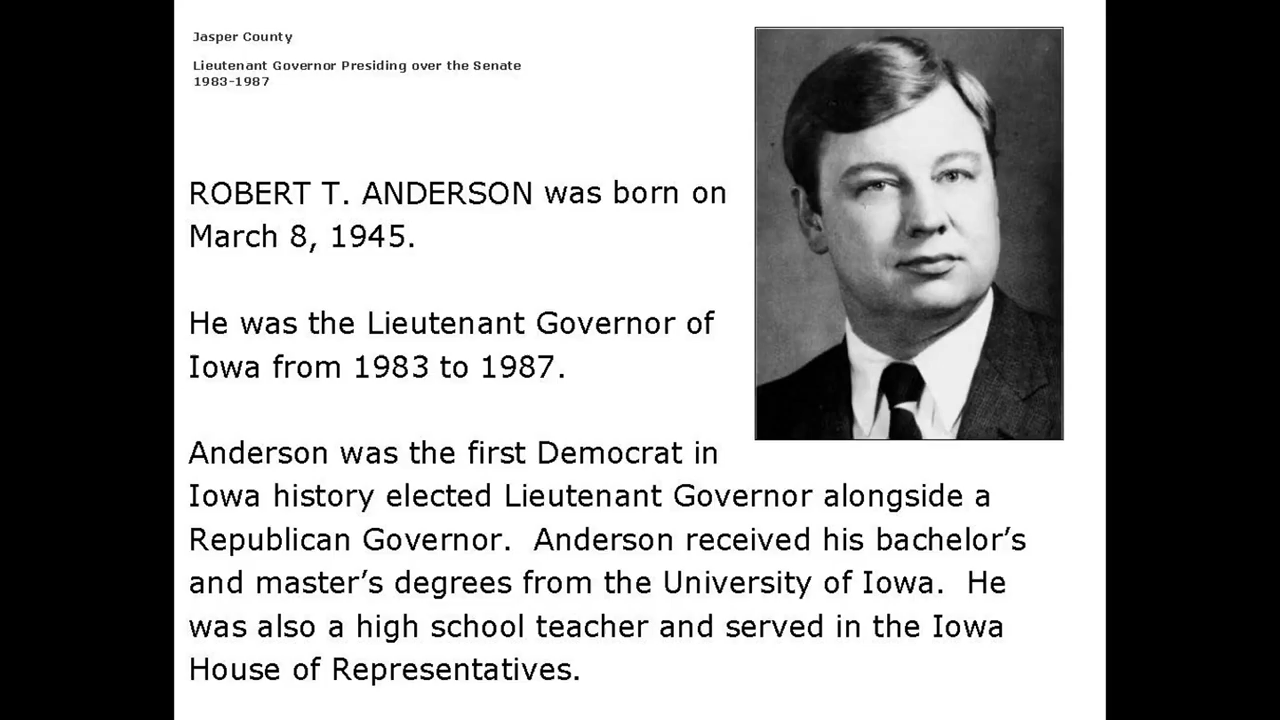 Jasper County
Lieutenant Governor Presiding over the Senate
1983-1987
ROBERT T. ANDERSON was born on
March 8, 1945.
He was the Lieutenant Governor of
Iowa from 1983 to 1987.
Anderson was the first Democrat in
Iowa history elected Lieutenant Governor alongside a
Republican Governor.  Anderson received his bachelor’s
and master’s degrees from the University of Iowa.  He
was also a high school teacher and served in the Iowa
House of Representatives.